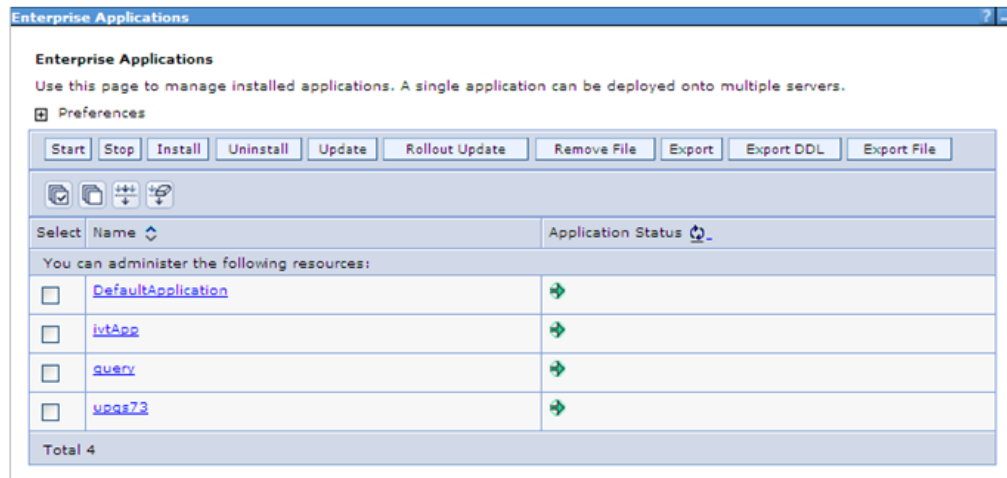 Enterprise Applications ? -
Enterprise Applications
Use this page to manage installed applications. A single application can be deployed onto multiple servers.
Preferences
Start Stop Install Uninstall Update Rollout Update Remove File Export Export DDL Export File
Select Name Application Status
You can administer the following resources:
DefaultApplication
ivtApp
query
upgs73
Total 4